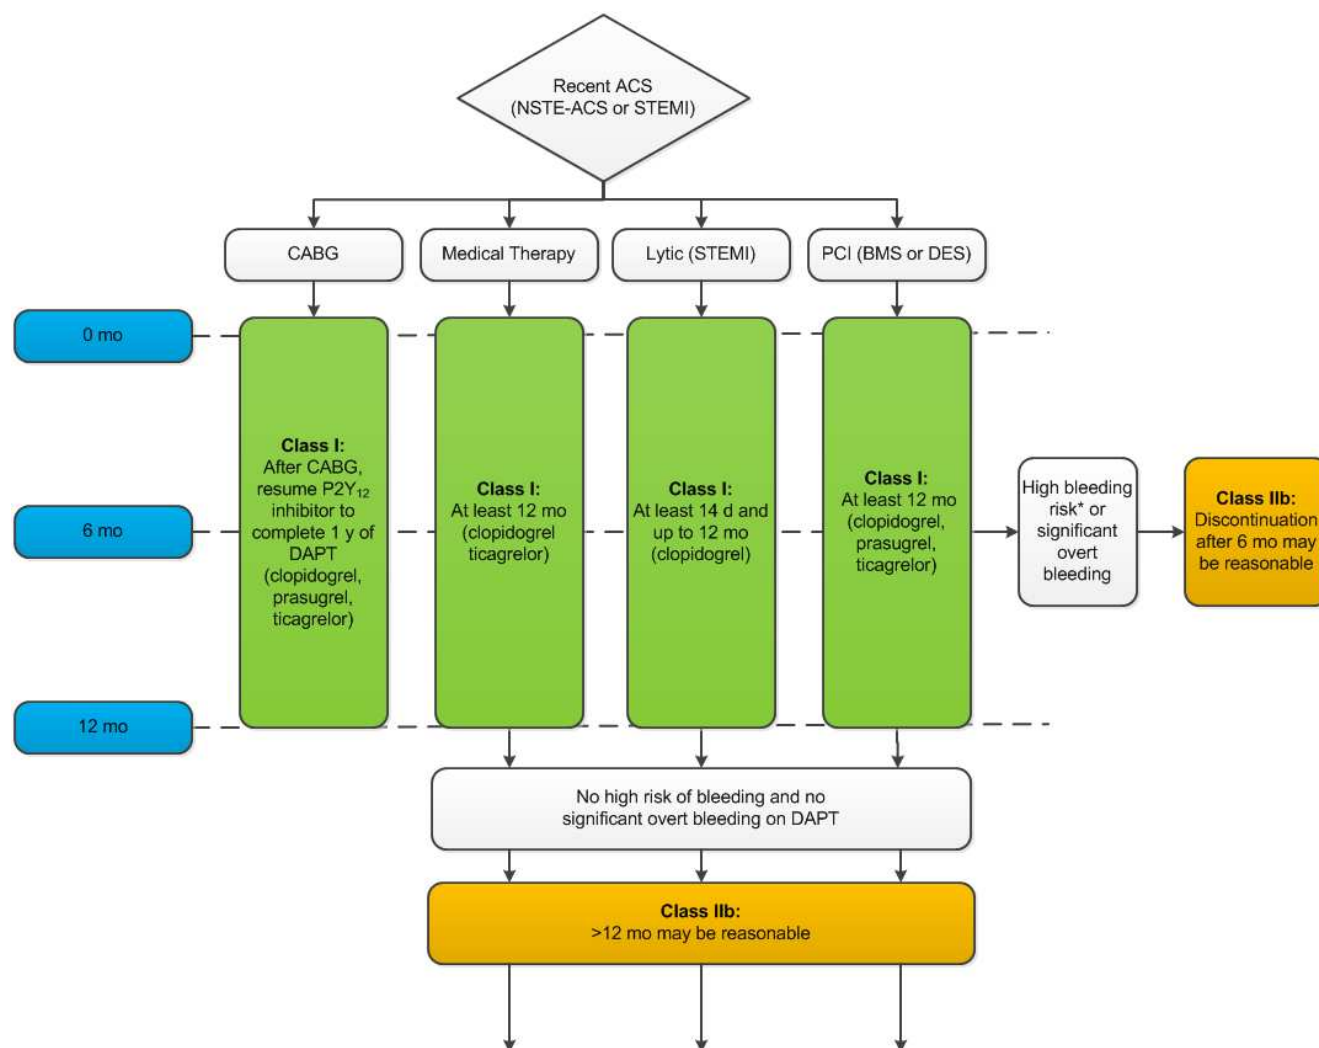 Recent ACS
(NSTE-ACS or STEMI)
CABG
Medical Therapy
Lytic (STEMI)
PCI (BMS or DES)
0 mo
6 mo
12 mo
Class I:
After CABG,
resume P2Y₁₂
inhibitor to
complete 1 y of
DAPT
(clopidogrel,
prasugrel,
ticagrelor)
Class I:
At least 12 mo
(clopidogrel
ticagrelor)
Class I:
At least 14 d and
up to 12 mo
(clopidogrel)
Class I:
At least 12 mo
(clopidogrel,
prasugrel,
ticagrelor)
High bleeding
risk* or
significant
overt
bleeding
Class IIb:
Discontinuation
after 6 mo may
be reasonable
No high risk of bleeding and no
significant overt bleeding on DAPT
Class IIb:
>12 mo may be reasonable